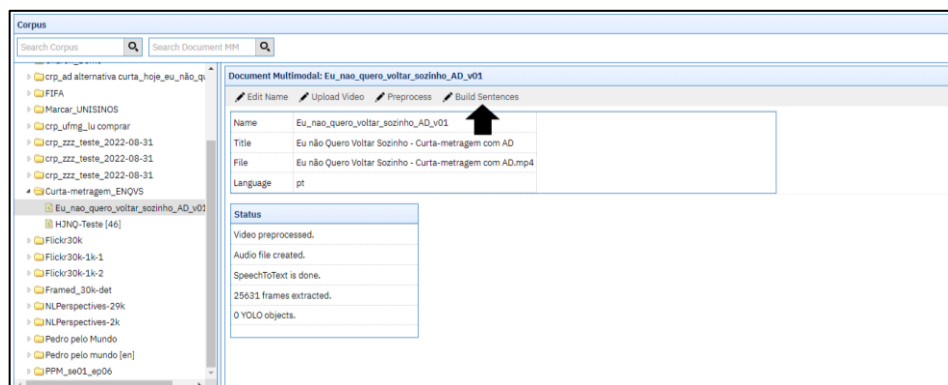 Corpus
Search Corpus
Search Document MM
crp_ad alternativa curta_hoje_eu_não_qu
FIFA
Marcar_UNISINOS
crp_ufmg_lu comprar
crp_zzz_teste_2022-08-31
crp_zzz_teste_2022-08-31
crp_zzz_teste_2022-08-31
Curta-metragem_ENQVS
Eu_nao_quero_voltar_sozinho_AD_v01
HJNQ-Teste [46]
Flickr30k
Flickr30k-1k-1
Flickr30k-1k-2
Framed_30k-det
NLPerspectives-29k
NLPerspectives-2k
Pedro pelo Mundo
Pedro pelo mundo [en]
PPM_se01_ep06
Document Multimodal: Eu_nao_quero_voltar_sozinho_AD_v01
Edit Name Upload Video Preprocess Build Sentences
Name Eu_nao_quero_voltar_sozinho_AD_v01
Title Eu não Quero Voltar Sozinho - Curta-metragem com AD
File Eu não Quero Voltar Sozinho - Curta-metragem com AD.mp4
Language pt
Status
Video preprocessed.
Audio file created.
SpeechToText is done.
25631 frames extracted.
0 YOLO objects.